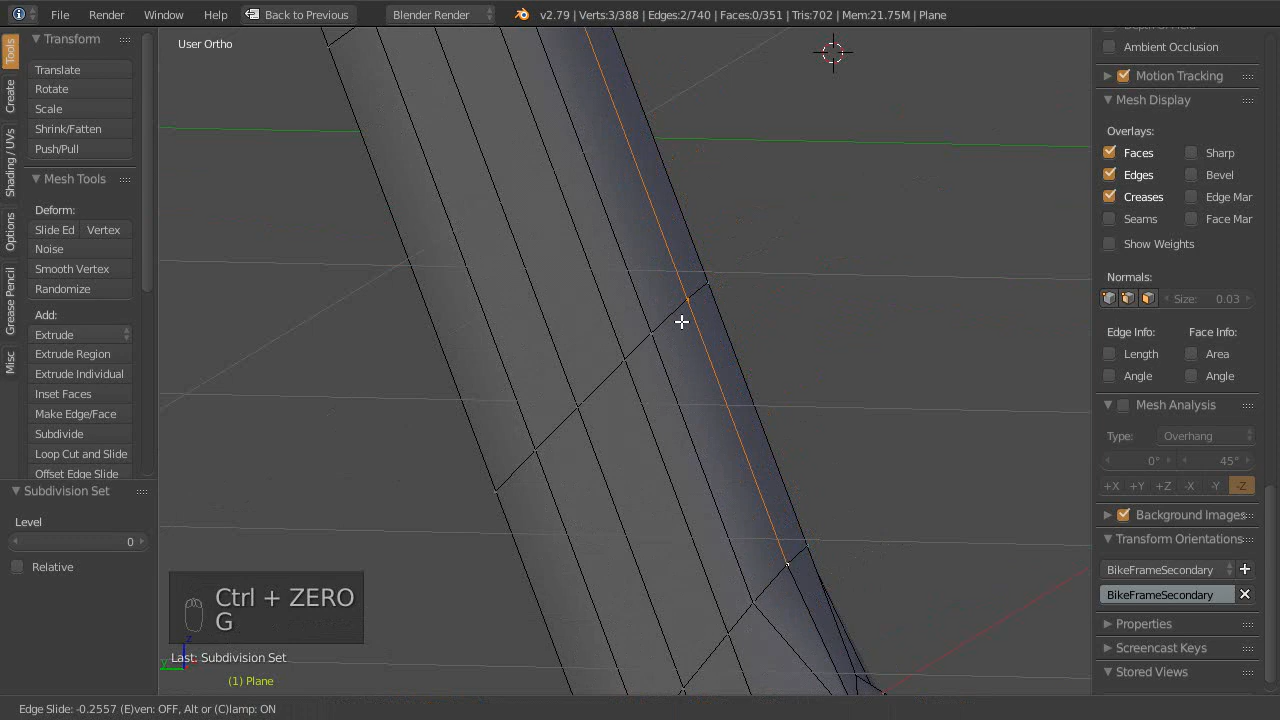 File Render Window Help Back to Previous Blender Render v2.79 | Verts:3/388 | Edges:2/740 | Faces:0/351 | Tris:702 | Mem:21.75M | Plane
Tools
Create
Shading / UVs
Options
Grease Pencil
Misc
Transform
Translate
Rotate
Scale
Shrink/Fatten
Push/Pull
Mesh Tools
Deform:
Slide Ed Vertex
Noise
Smooth Vertex
Randomize
Add:
Extrude
Extrude Region
Extrude Individual
Inset Faces
Make Edge/Face
Subdivide
Loop Cut and Slide
Offset Edge Slide
Subdivision Set
Level
0
Relative
User Ortho
Ctrl + ZERO
G
z
y
Last: Subdivision Set
(1) Plane
Ambient Occlusion
Motion Tracking
Mesh Display
Overlays:
Faces Sharp
Edges Bevel
Creases Edge Mar
Seams Face Mar
Show Weights
Normals:
Size: 0.03
Edge Info: Face Info:
Length Area
Angle Angle
Mesh Analysis
Type: Overhang
0° 45°
+X +Y +Z -X -Y -Z
Background Images
Transform Orientations
BikeFrameSecondary
BikeFrameSecondary
Properties
Screencast Keys
Stored Views
Edge Slide: -0.2557 (E)ven: OFF, Alt or (C)lamp: ON